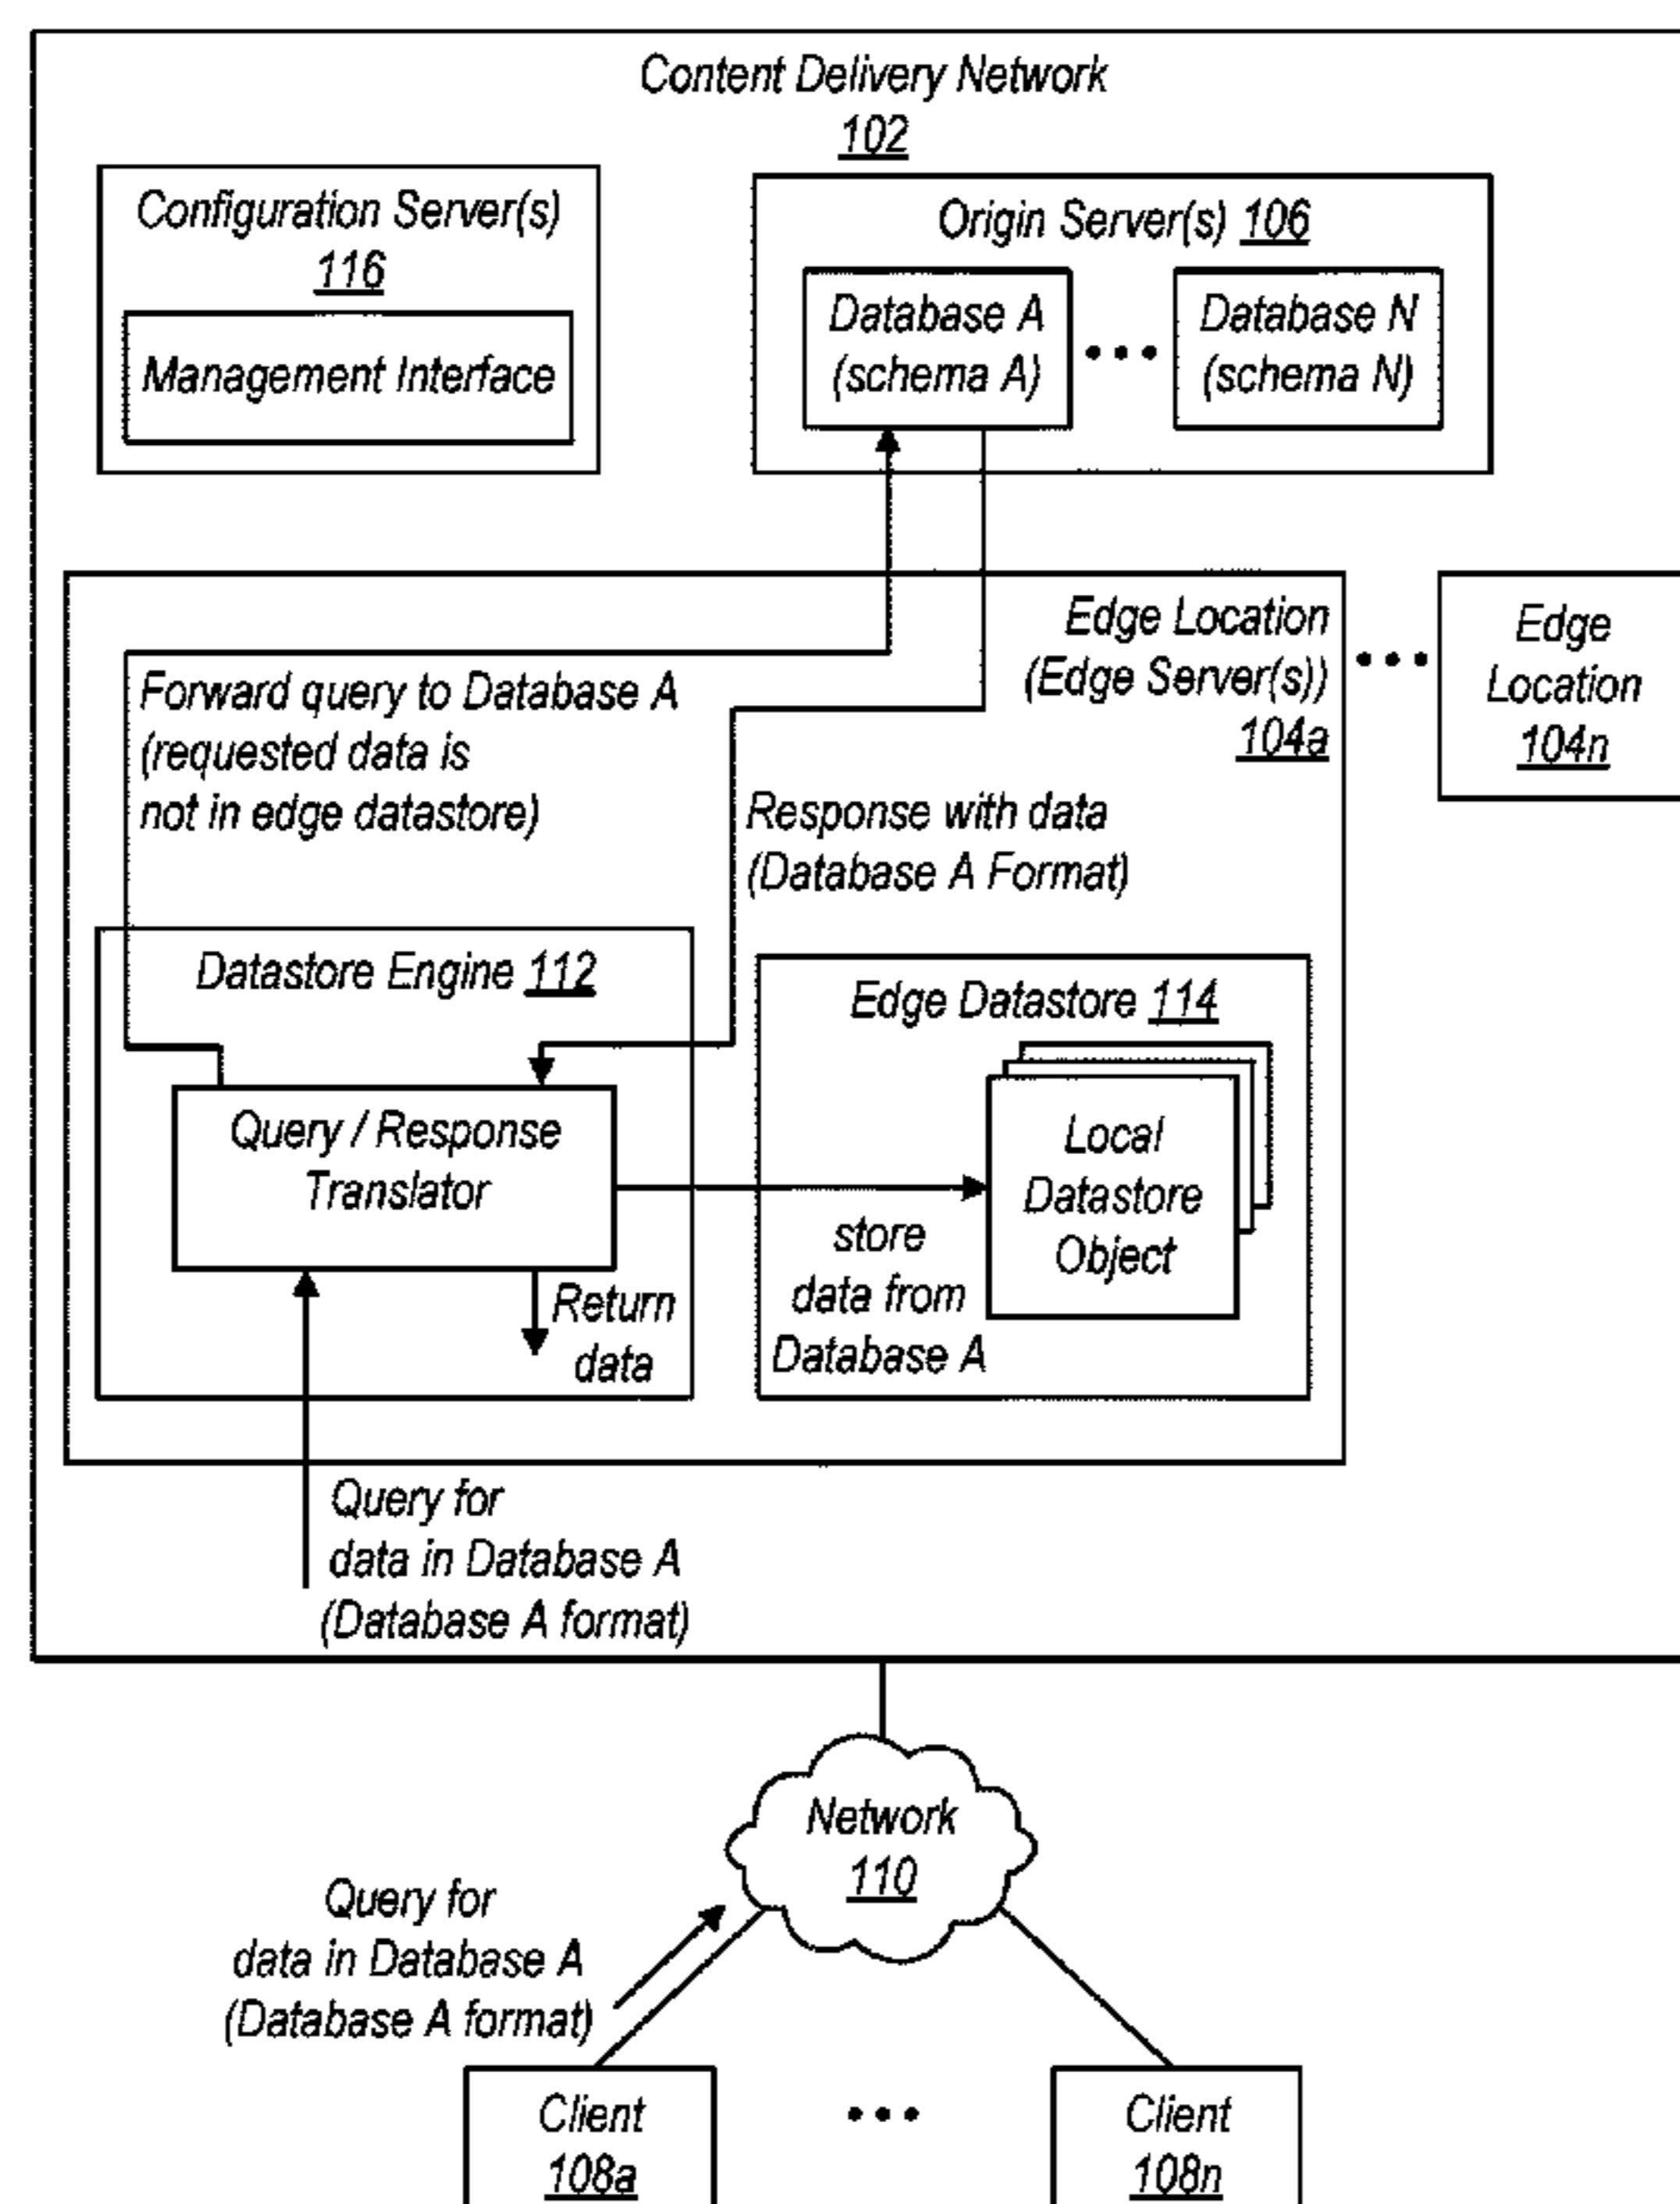 Content Delivery Network
102
Configuration Server(s)
116
Management Interface
Origin Server(s) 106
Database A
(schema A)
Database N
(schema N)
Edge Location
(Edge Server(s))
104a
Edge
Location
104n
Forward query to Database A
(requested data is
not in edge datastore)
Response with data
(Database A Format)
Datastore Engine 112
Query / Response
Translator
Return
data
Edge Datastore 114
Local
Datastore
Object
store
data from
Database A
Query for
data in Database A
(Database A format)
Network
110
Query for
data in Database A
(Database A format)
Client
108a
Client
108n